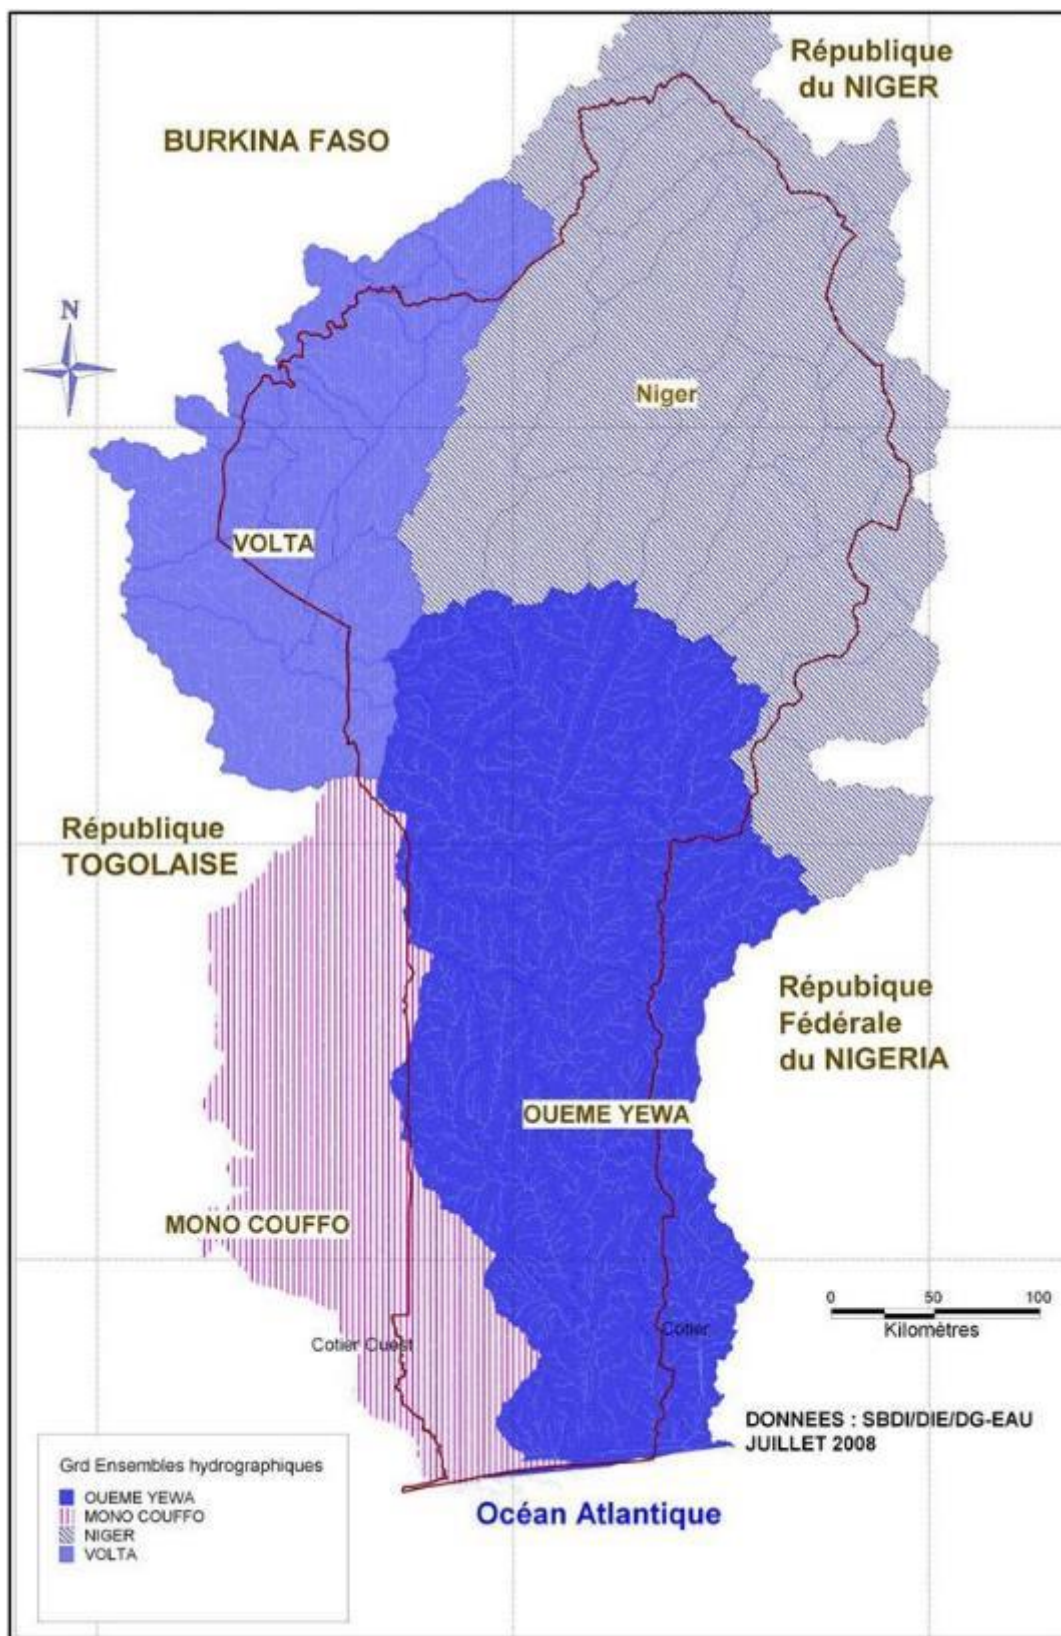 République
du NIGER
BURKINA FASO
N
Niger
VOLTA
République
TOGOLAISE
Répubique
Fédérale
du NIGERIA
OUEME YEWA
MONO COUFFO
0 50 100
Kilomètres
Cotier Ouest
Cotier
DONNEES : SBDI/DIE/DG-EAU
JUILLET 2008
Grd Ensembles hydrographiques
OUEME YEWA
MONO COUFFO
NIGER
VOLTA
Océan Atlantique